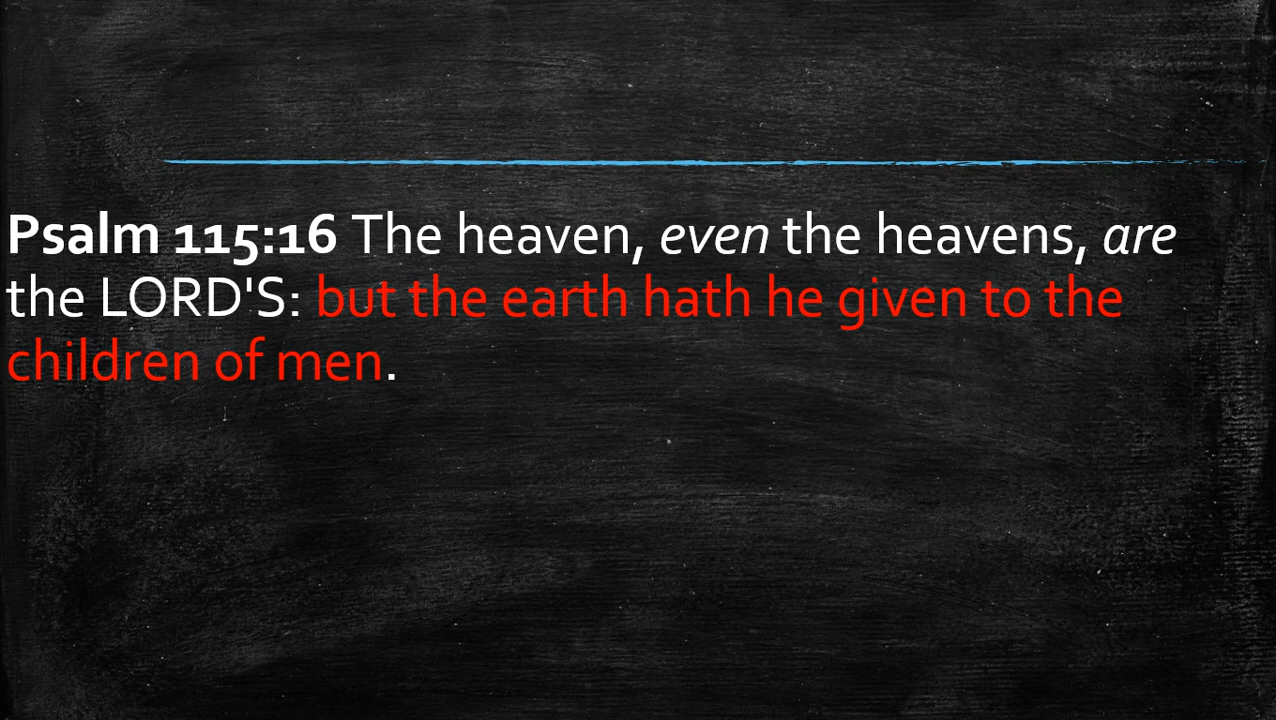 Psalm 115:16 The heaven, even the heavens, are
the LORD'S: but the earth hath he given to the
children of men.